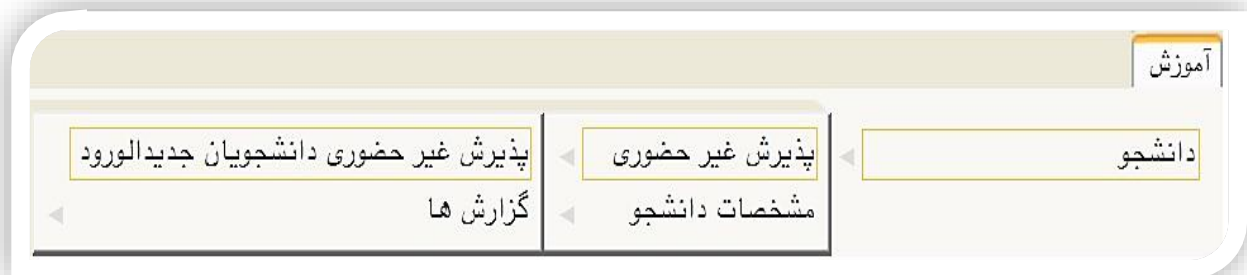 آموزش
دانشجو
پذیرش غیر حضوری
مشخصات دانشجو
پذیرش غیر حضوری دانشجویان جدیدالورود
گزارش ها